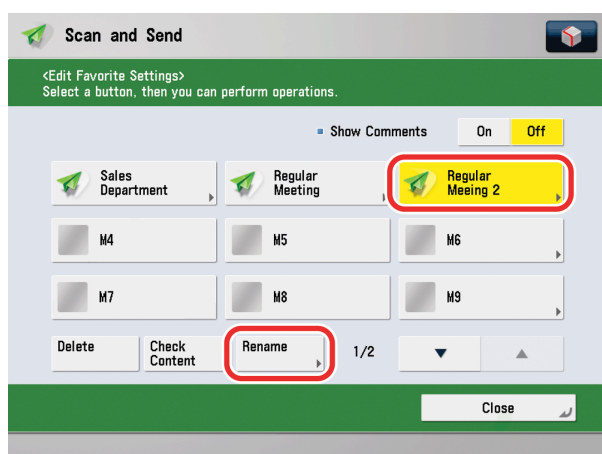 Scan and Send
<Edit Favorite Settings>
Select a button, then you can perform operations.
Show Comments On Off
Sales
Department
Regular
Meeting
Regular
Meeing 2
M4 M5 M6
M7 M8 M9
Delete
Check
Content
Rename
1/2
Close